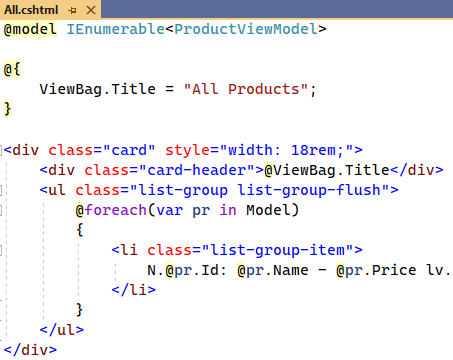 All.cshtml
@model IEnumerable<ProductViewModel>
@{
    ViewBag.Title = "All Products";
}
<div class="card" style="width: 18rem;">
    <div class="card-header">@ViewBag.Title</div>
    <ul class="list-group list-group-flush">
        @foreach(var pr in Model)
        {
            <li class="list-group-item">
                N.@pr.Id: @pr.Name - @pr.Price lv.
            </li>
        }
    </ul>
</div>